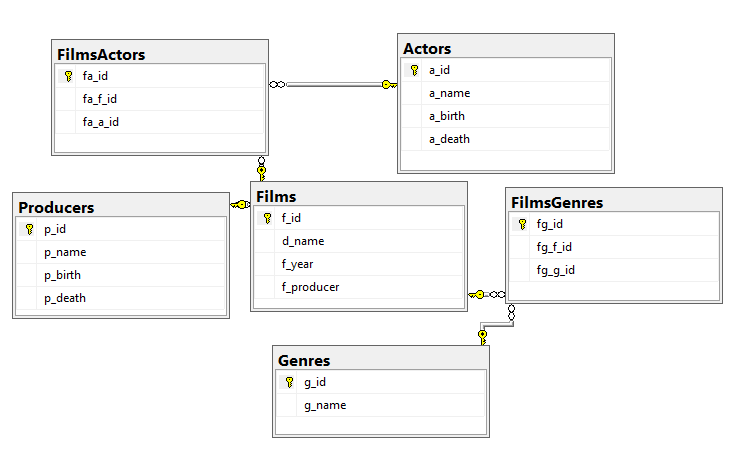 FilmsActors
fa_id
fa_f_id
fa_a_id
Actors
a_id
a_name
a_birth
a_death
Producers
p_id
p_name
p_birth
p_death
Films
f_id
d_name
f_year
f_producer
FilmsGenres
fg_id
fg_f_id
fg_g_id
Genres
g_id
g_name